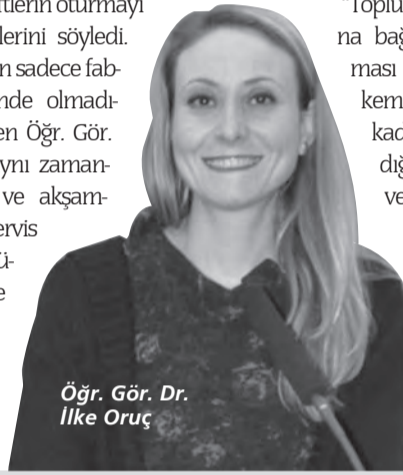 ftlerin oturmayı
lerini söyledi.
n sadece fab-
nde olmadı-
en Öğr. Gör.
ynı zaman-
ve akşam-
ervis
ü-
e
"Toplu
na bağ
ması
kem
kad
dığ
ve
Öğr. Gör. Dr.
İlke Oruç